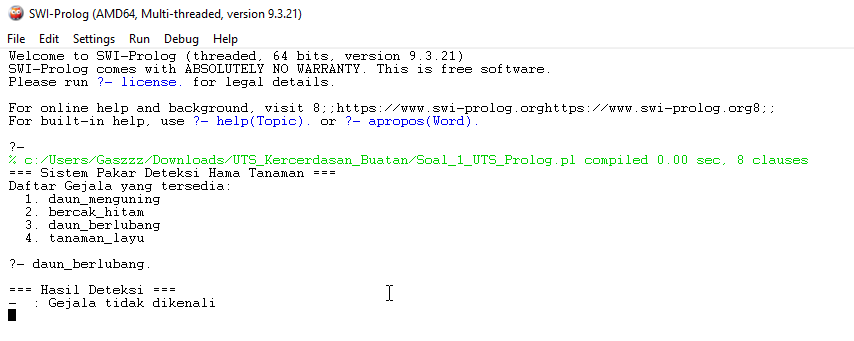 SWI-Prolog (AMD64, Multi-threaded, version 9.3.21)
File Edit Settings Run Debug Help
Welcome to SWI-Prolog (threaded, 64 bits, version 9.3.21)
SWI-Prolog comes with ABSOLUTELY NO WARRANTY. This is free software.
Please run ?- license. for legal details.
For online help and background, visit 8;;https://www.swi-prolog.orghttps://www.swi-prolog.org8;;
For built-in help, use ?- help(Topic). or ?- apropos(Word).
?-
% c:/Users/Gaszzz/Downloads/UTS_Kercerdasan_Buatan/Soal_1_UTS_Prolog.pl compiled 0.00 sec, 8 clauses
=== Sistem Pakar Deteksi Hama Tanaman ===
Daftar Gejala yang tersedia:
1. daun_menguning
2. bercak_hitam
3. daun_berlubang
4. tanaman_layu
?- daun_berlubang.
=== Hasil Deteksi ===
- : Gejala tidak dikenali